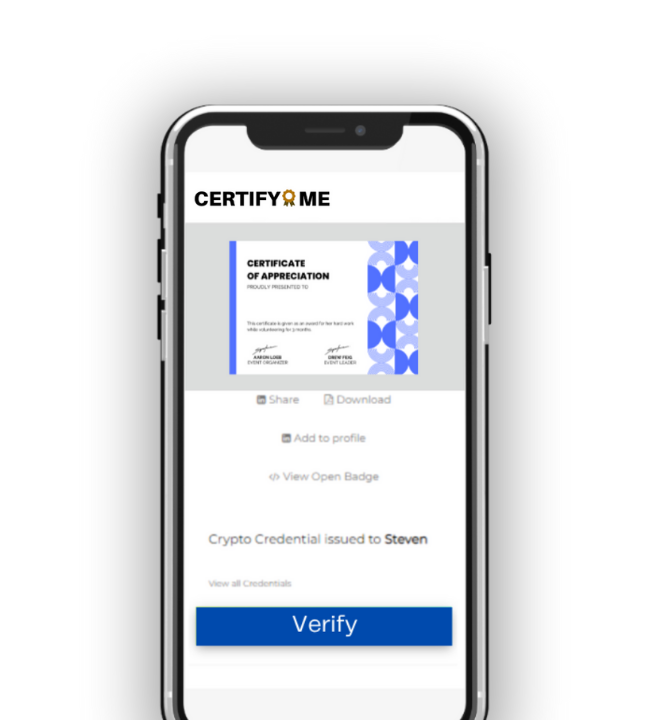 CERTIFY ME
CERTIFICATE
OF APPRECIATION
PROUDLY PRESENTED TO
This certificate is given as an award for her hard work
while volunteering for 3 months
AARON LOEB
EVENT ORGANIZER
DREW FEIG
EVENT LEADER
Share
Download
Add to profile
</> View Open Badge
Crypto Credential issued to Steven
View all Credentials
Verify